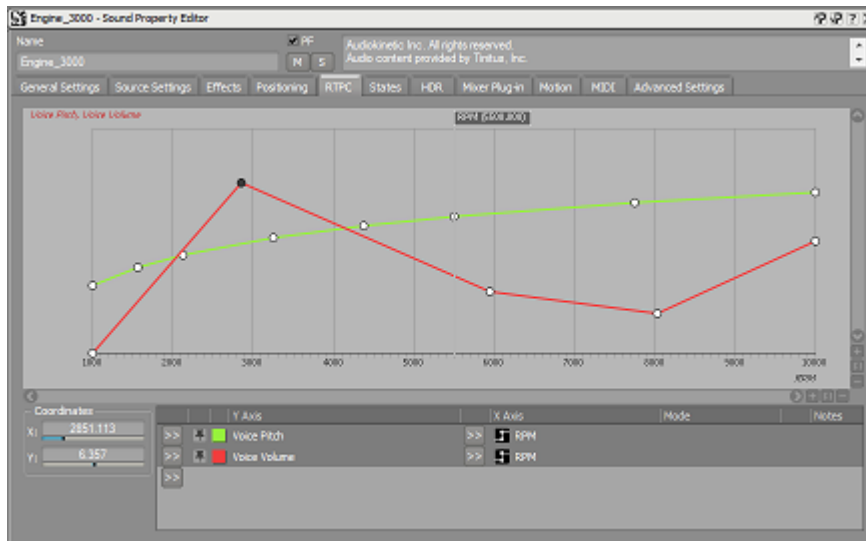 Engine_3000 - Sound Property Editor
Name
PF
Engine_3000
M S
Audiokinetic Inc. All rights reserved.
Audio content provided by Tinitus, Inc.
General Settings Source Settings Effects Positioning RTPC States HDR Mixer Plug-in Motion MIDI Advanced Settings
Voice Pitch, Voice Volume
1000 2000 3000 4000 5000 6000 7000 8000 9000 10000
Coordinates
X: 2851.113
Y: 6.357
Y Axis X Axis Mode Notes
>> Voice Pitch >> RPM
>> Voice Volume >> RPM
>>